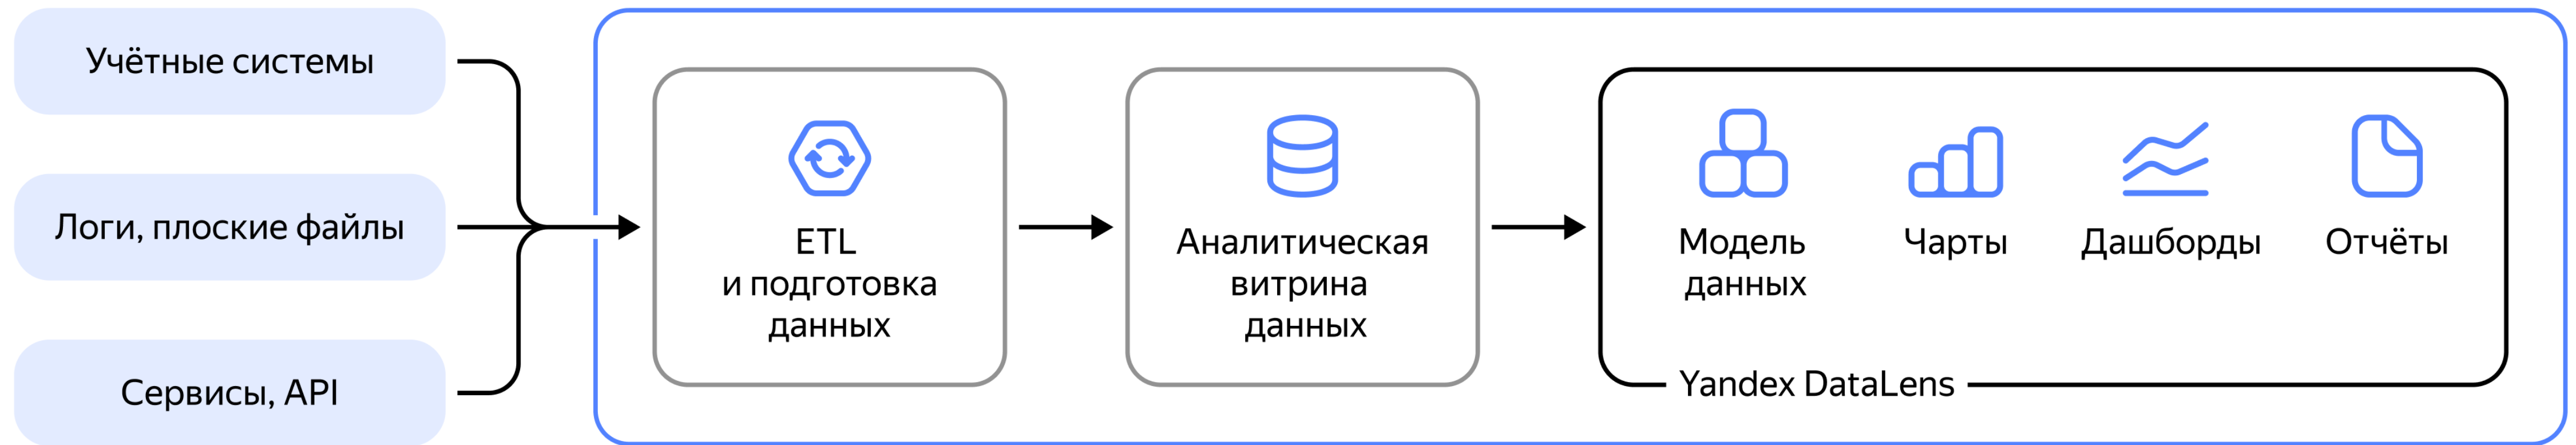 Учётные системы
Логи, плоские файлы
Сервисы, API
ETL
и подготовка
данных
Аналитическая
витрина
данных
Модель
данных
Чарты
Дашборды
Отчёты
Yandex DataLens